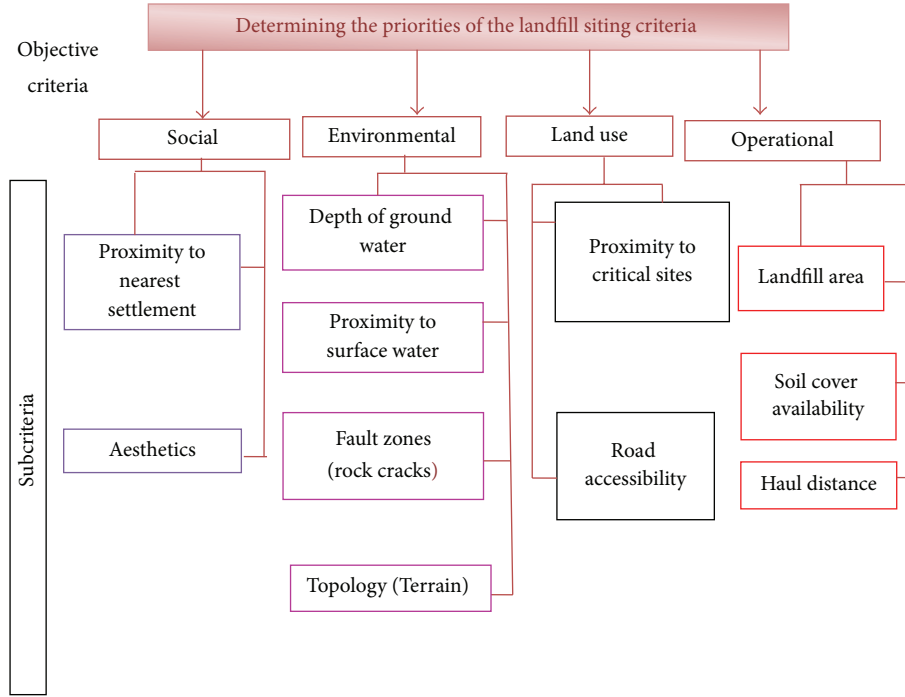 Determining the priorities of the landfill siting criteria
Objective
criteria
Social
Environmental
Land use
Operational
Subcriteria
Proximity to
nearest
settlement
Aesthetics
Depth of ground
water
Proximity to
surface water
Fault zones
(rock cracks)
Topology (Terrain)
Proximity to
critical sites
Road
accessibility
Landfill area
Soil cover
availability
Haul distance